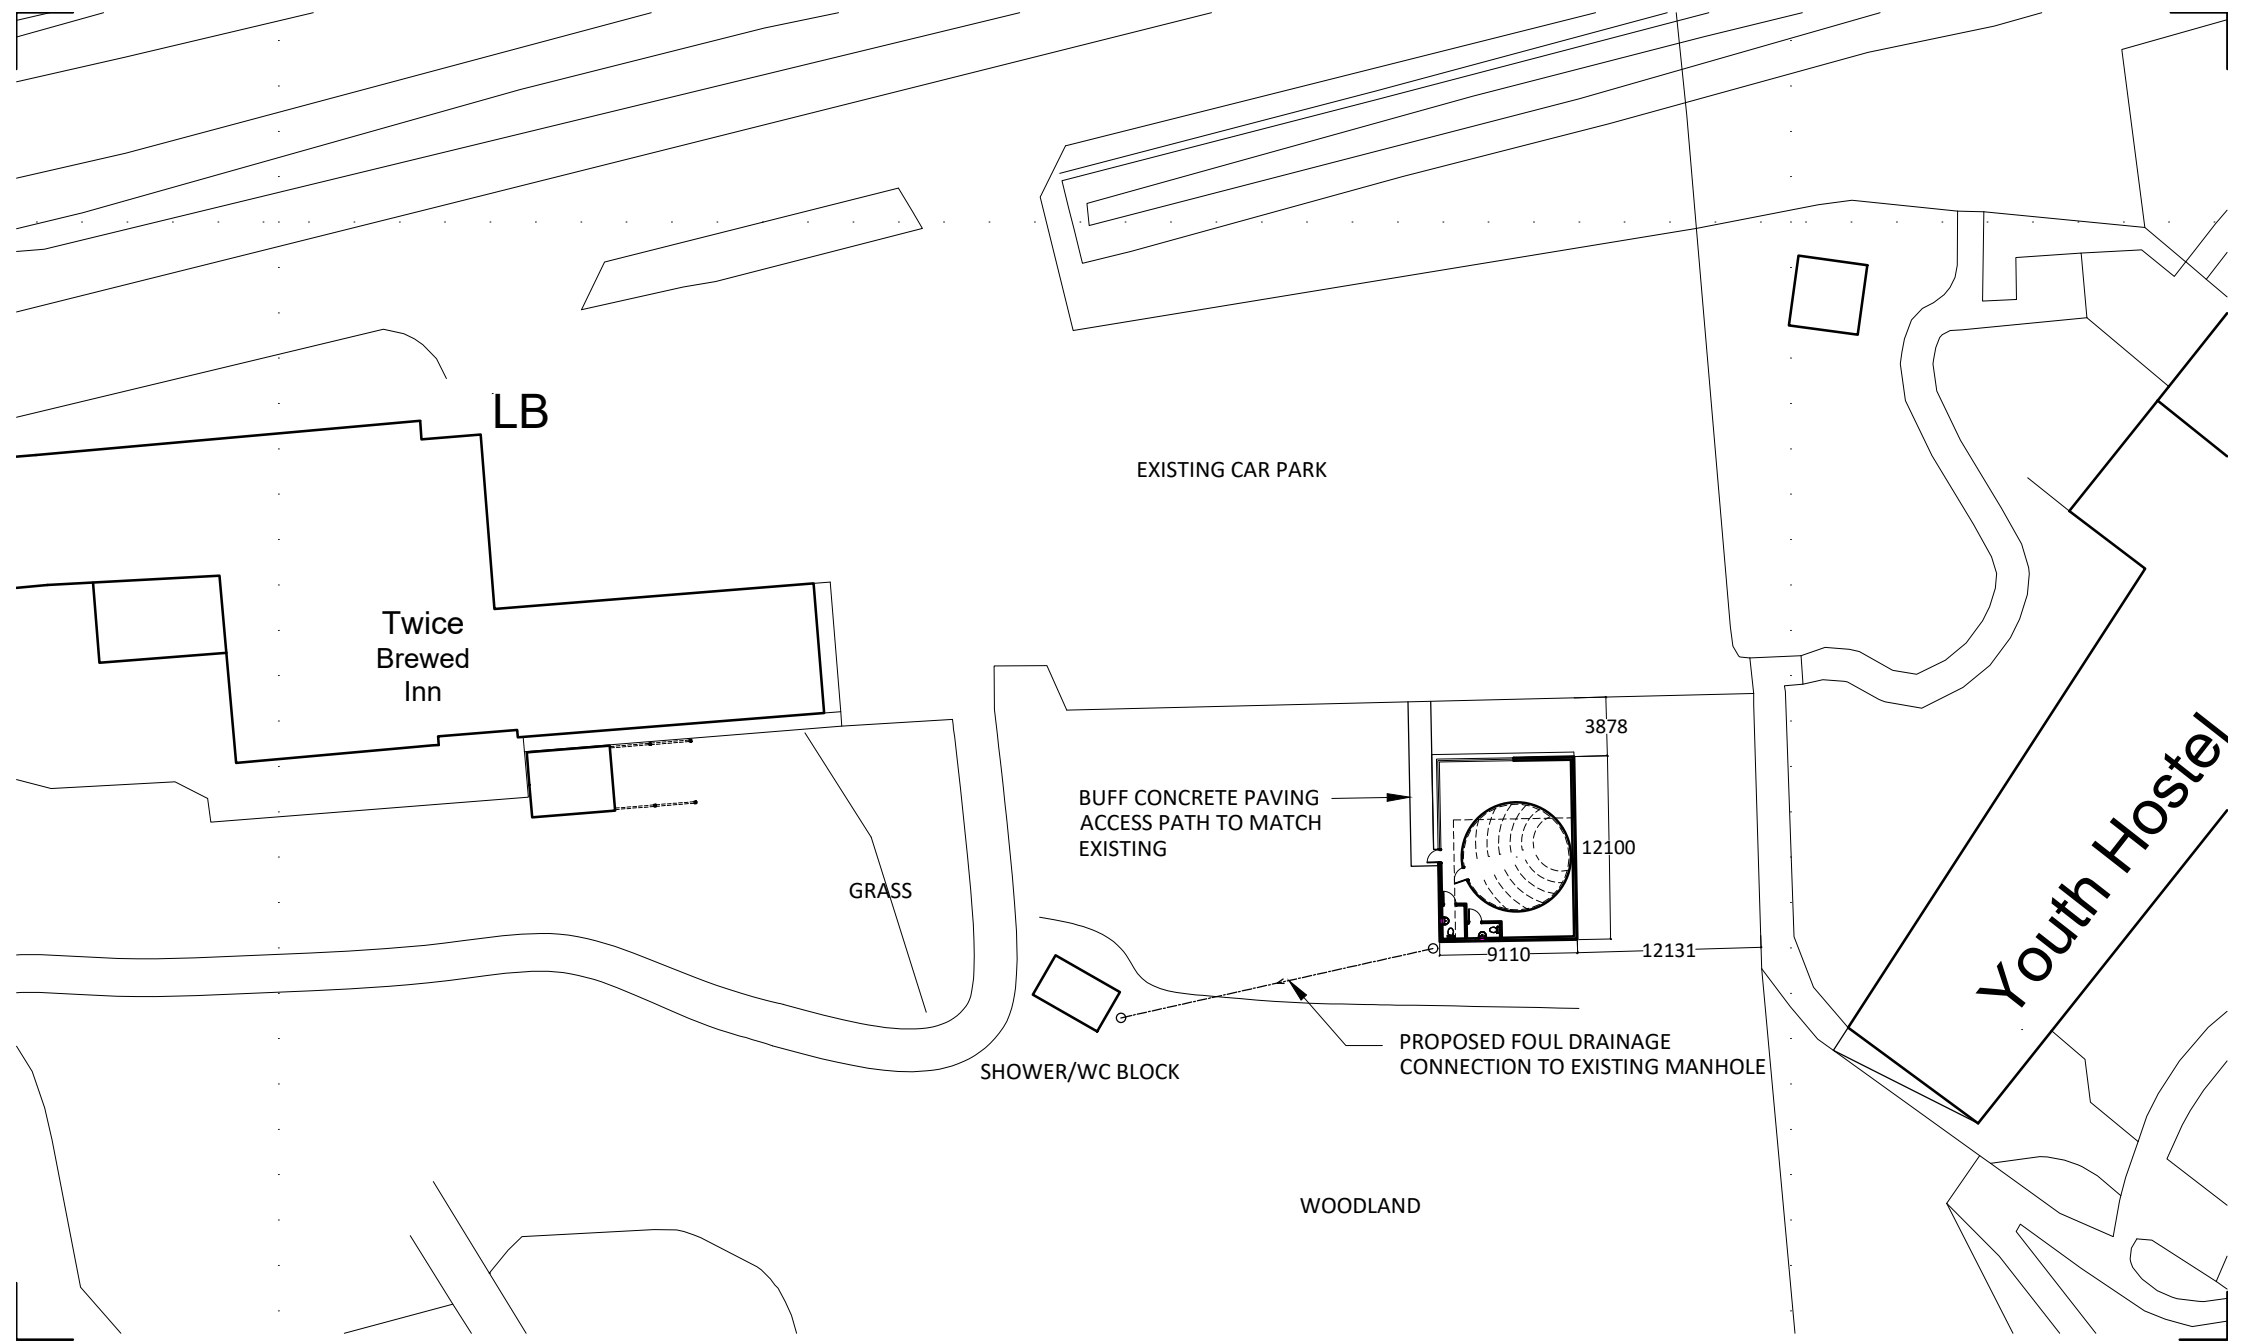 LB
EXISTING CAR PARK
Twice
Brewed
Inn
3878
BUFF CONCRETE PAVING
ACCESS PATH TO MATCH
EXISTING
12100
GRASS
9110
12131
Youth Hostel
PROPOSED FOUL DRAINAGE
CONNECTION TO EXISTING MANHOLE
SHOWER/WC BLOCK
WOODLAND